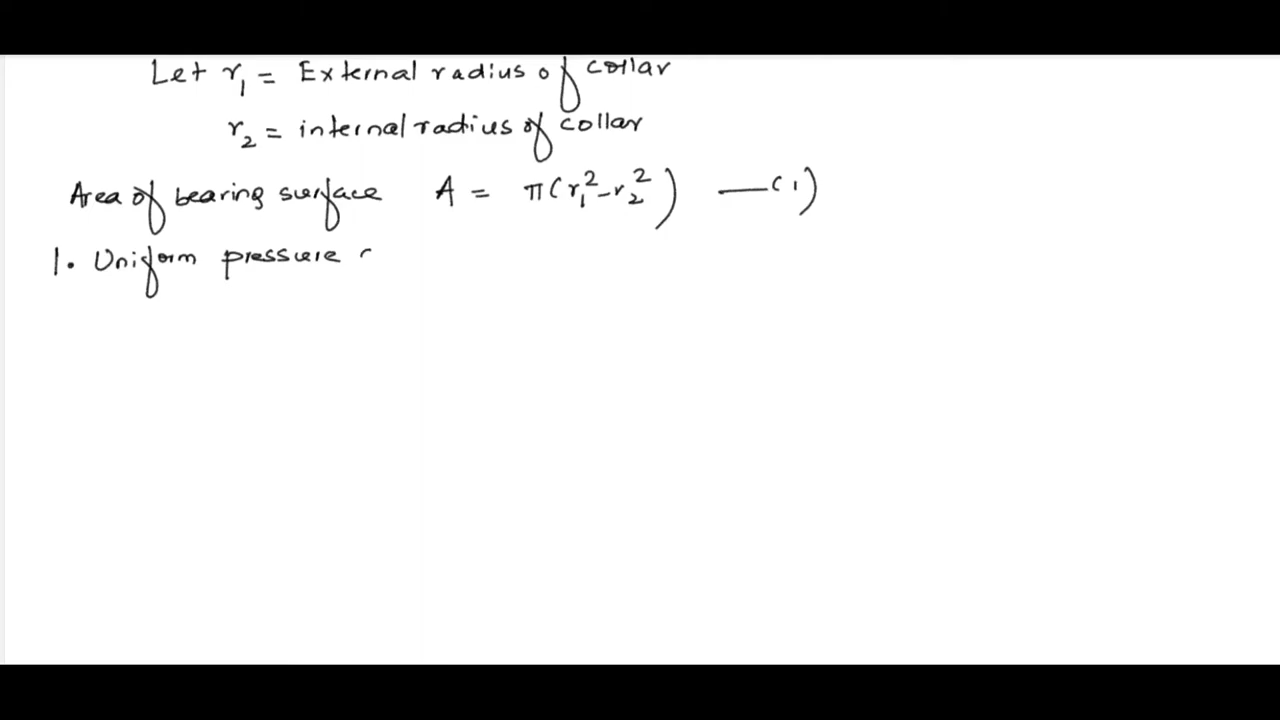 Let r₁ = External radius of collar
r₂ = internal radius of collar
Area of bearing surface A = π(r₁²-r₂²) —(1)
1. Uniform pressure